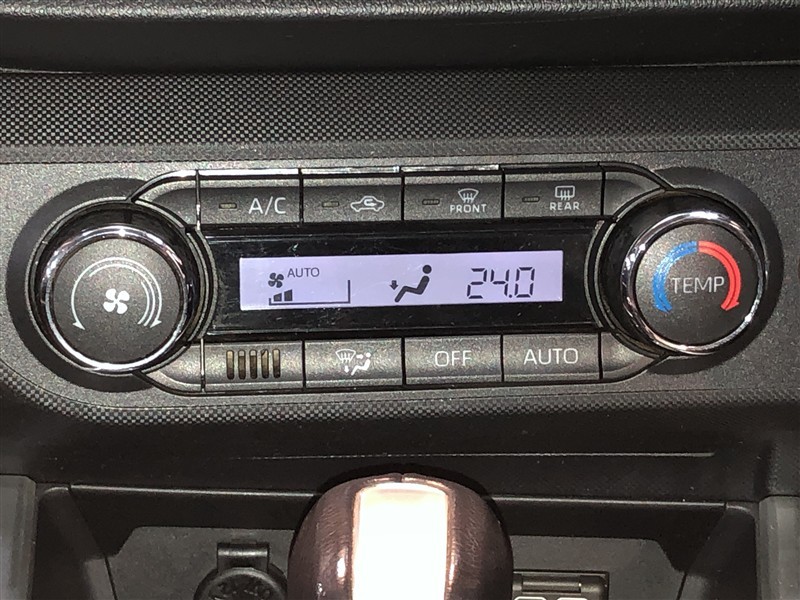 A/C
FRONT
REAR
AUTO
24.0
TEMP
OFF
AUTO